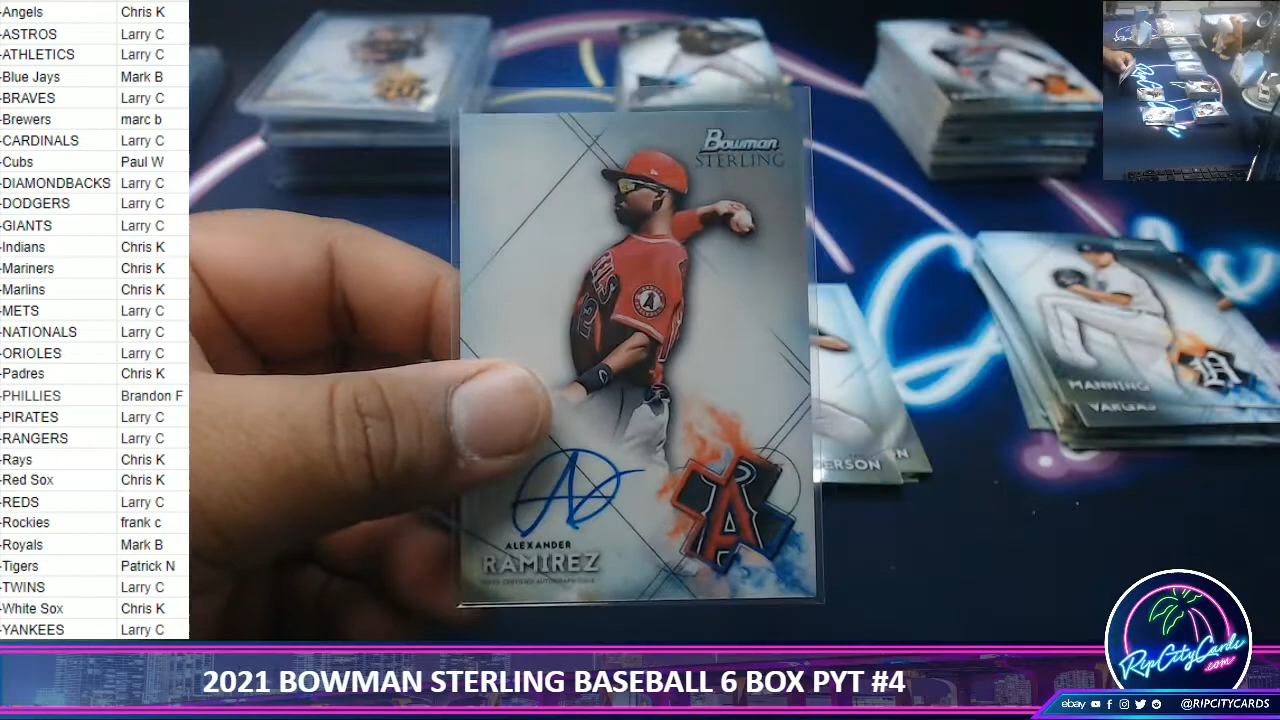 -Angels Chris K
-ASTROS Larry C
-ATHLETICS Larry C
-Blue Jays Mark B
-BRAVES Larry C
-Brewers marc b
-CARDINALS Larry C
-Cubs Paul W
-DIAMONDBACKS Larry C
-DODGERS Larry C
-GIANTS Larry C
-Indians Chris K
-Mariners Chris K
-Marlins Chris K
-METS Larry C
-NATIONALS Larry C
-ORIOLES Larry C
-Padres Chris K
-PHILLIES Brandon F
-PIRATES Larry C
-RANGERS Larry C
-Rays Chris K
-Red Sox Chris K
-REDS Larry C
-Rockies frank c
-Royals Mark B
-Tigers Patrick N
-TWINS Larry C
-White Sox Chris K
-YANKEES Larry C
Bowman
STERLING
A
A
ALEXANDER
RAMIREZ
ERSON
MANNING
VARGAS
2021 BOWMAN STERLING BASEBALL 6 BOX PYT #4
RipCityCards
.com
ebay @RIPCITYCARDS